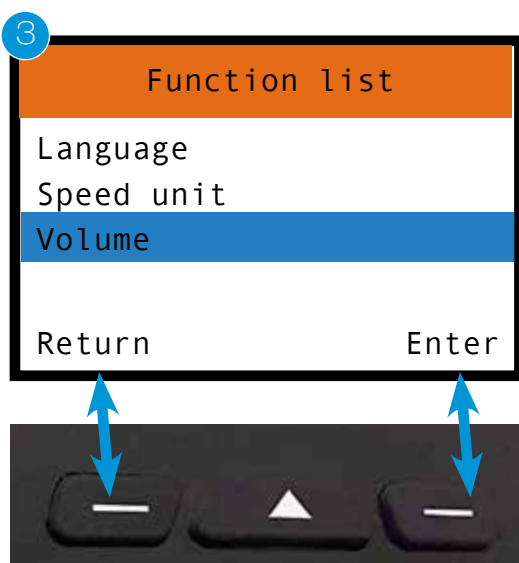 3
Function list
Language
Speed unit
Volume
Return Enter